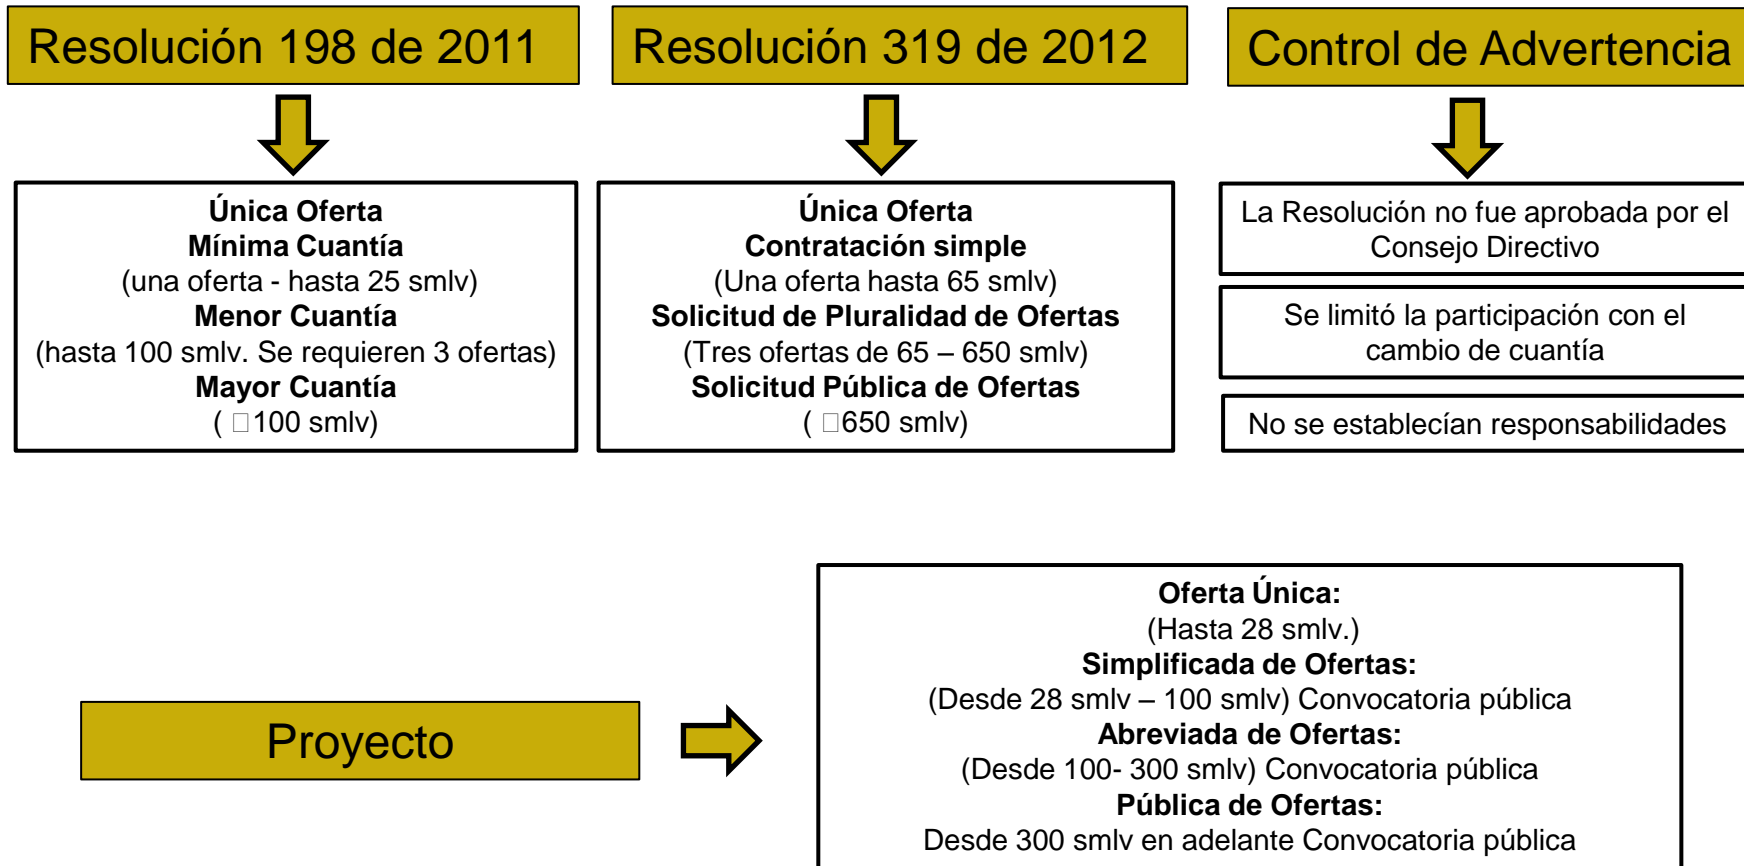 Resolución 198 de 2011
Única Oferta
Mínima Cuantía
(una oferta - hasta 25 smlv)
Menor Cuantía
(hasta 100 smlv. Se requieren 3 ofertas)
Mayor Cuantía
( □100 smlv)
Resolución 319 de 2012
Única Oferta
Contratación simple
(Una oferta hasta 65 smlv)
Solicitud de Pluralidad de Ofertas
(Tres ofertas de 65 – 650 smlv)
Solicitud Pública de Ofertas
( □650 smlv)
Control de Advertencia
La Resolución no fue aprobada por el
Consejo Directivo
Se limitó la participación con el
cambio de cuantía
No se establecían responsabilidades
Proyecto
Oferta Única:
(Hasta 28 smlv.)
Simplificada de Ofertas:
(Desde 28 smlv – 100 smlv) Convocatoria pública
Abreviada de Ofertas:
(Desde 100- 300 smlv) Convocatoria pública
Pública de Ofertas:
Desde 300 smlv en adelante Convocatoria pública